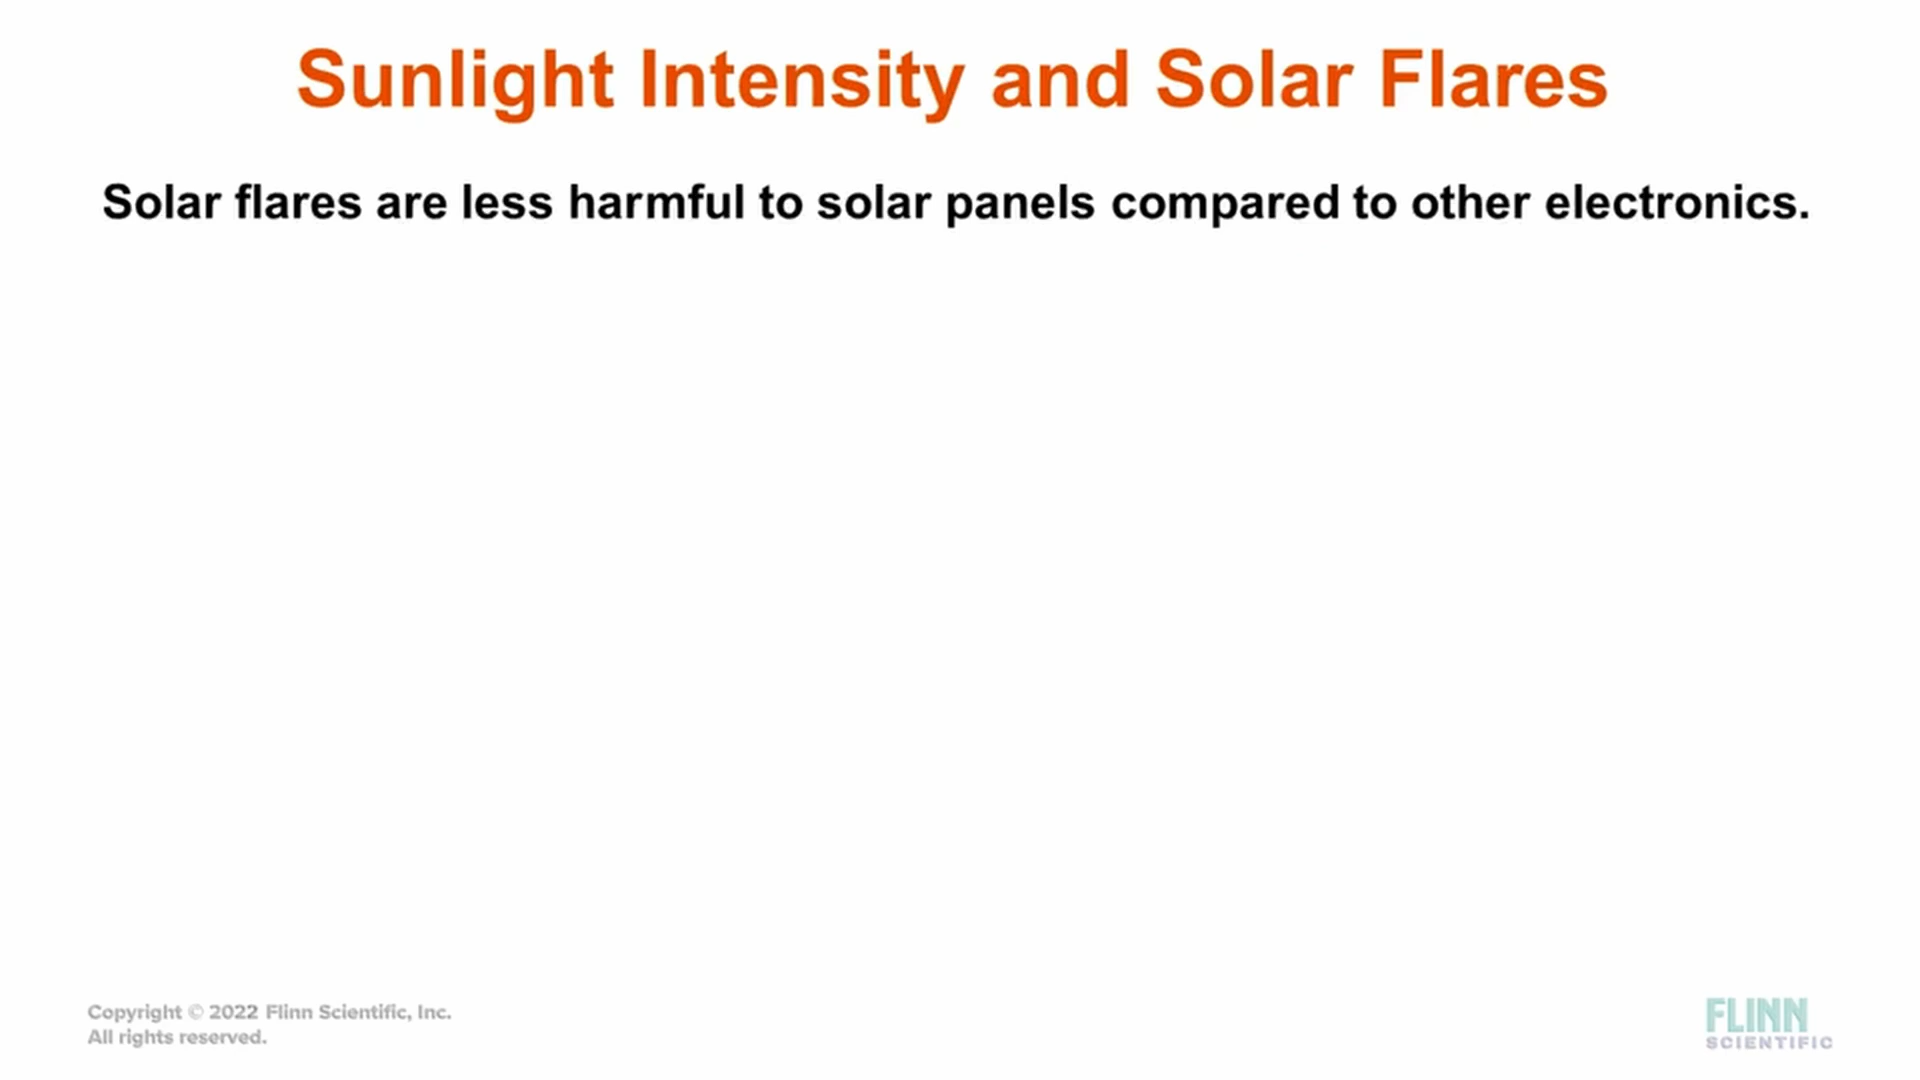 Sunlight Intensity and Solar Flares
Solar flares are less harmful to solar panels compared to other electronics.
Copyright © 2022 Flinn Scientific, Inc.
All rights reserved.
FLINN
SCIENTIFIC